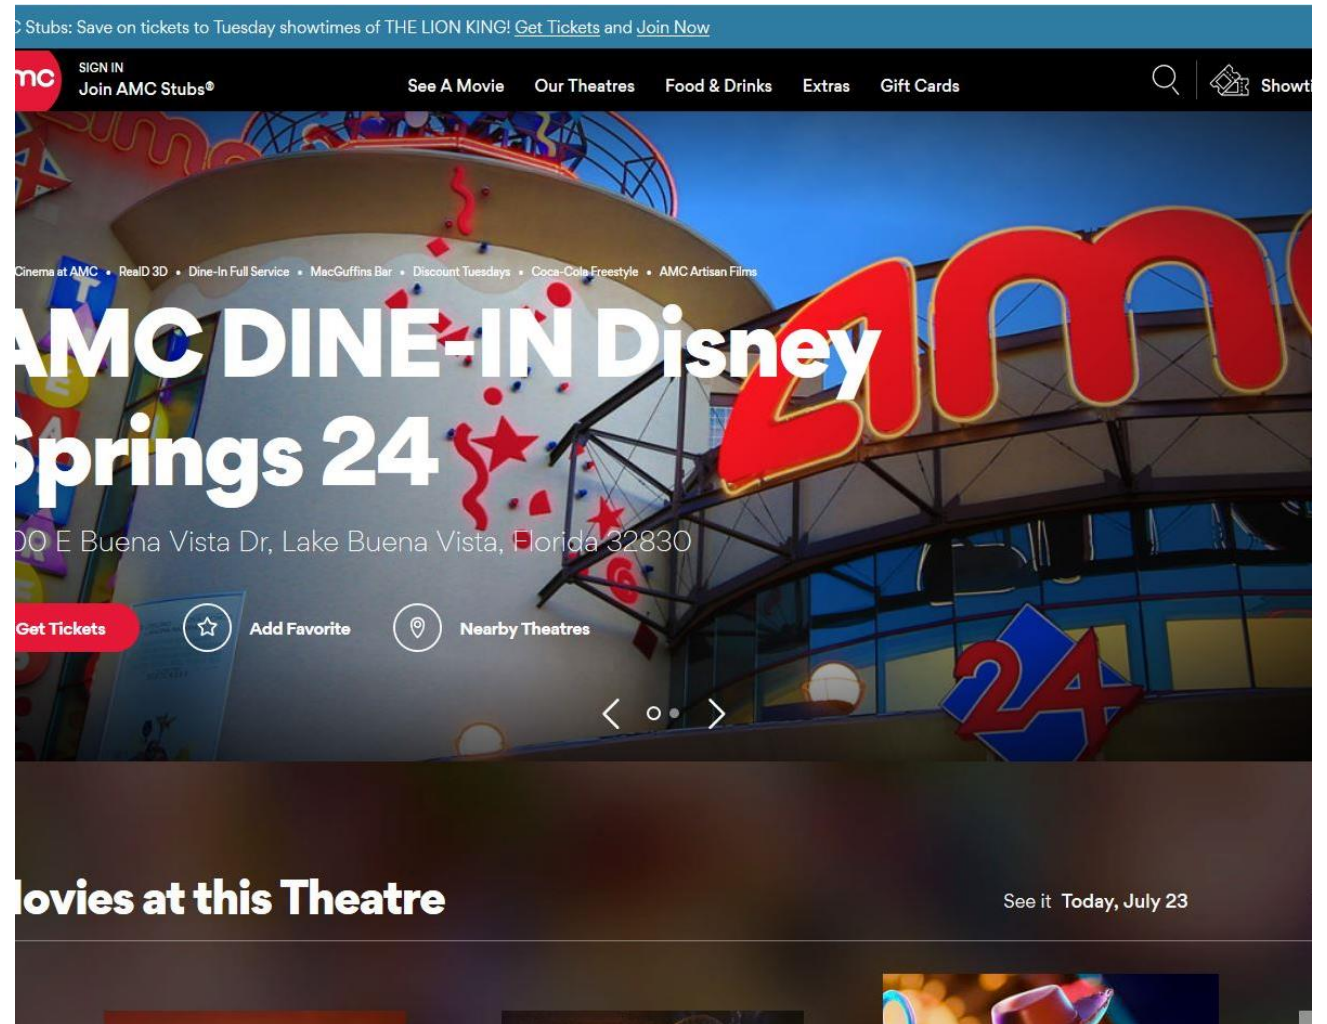 C Stubs: Save on tickets to Tuesday showtimes of THE LION KING! Get Tickets and Join Now
SIGN IN
Join AMC Stubs®
See A Movie
Our Theatres
Food & Drinks
Extras
Gift Cards
Cinema at AMC • RealD 3D • Dine-In Full Service • MacGuffins Bar • Discount Tuesdays • Coca-Cola Freestyle • AMC Artisan Films
AMC DINE-IN Disney
Springs 24
E Buena Vista Dr, Lake Buena Vista, Florida 32830
Get Tickets
Add Favorite
Nearby Theatres
24
Movies at this Theatre
See it Today, July 23